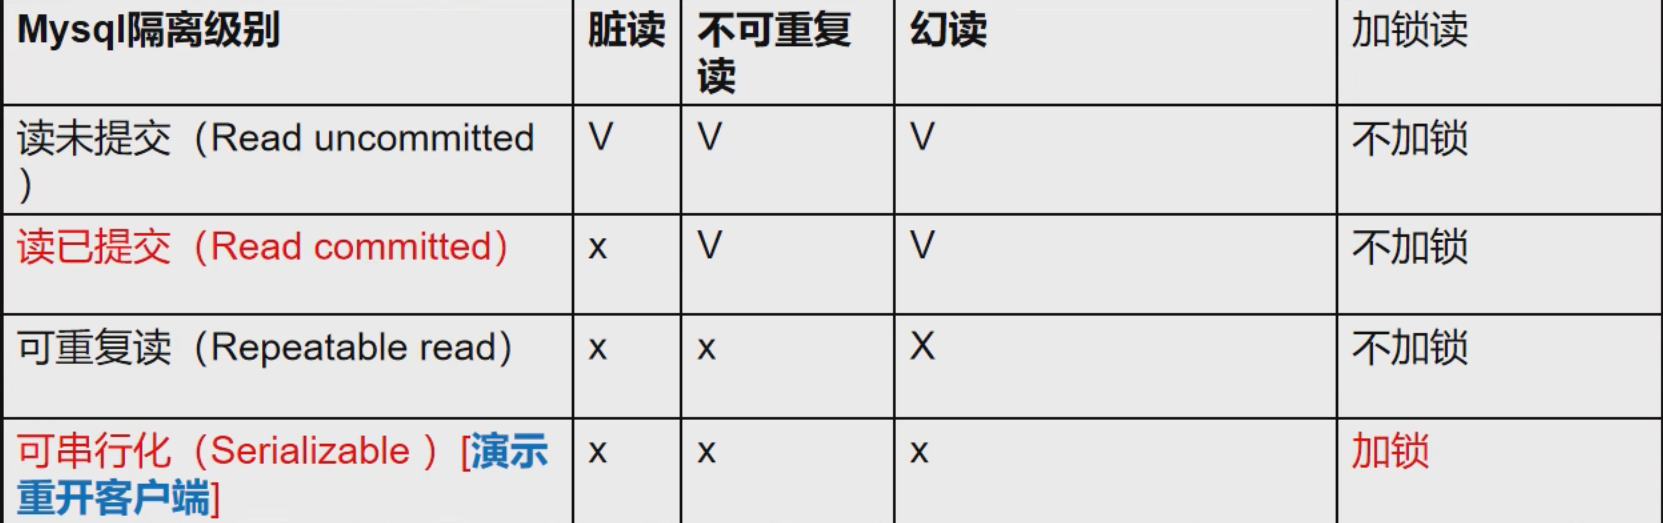 Mysql隔离级别 脏读 不可重复 幻读 加锁读
读
读未提交（Read uncommitted V V V 不加锁
）
读已提交（Read committed） x V V 不加锁
可重复读（Repeatable read） x x X 不加锁
可串行化（Serializable ）[演示 x x x 加锁
重开客户端]